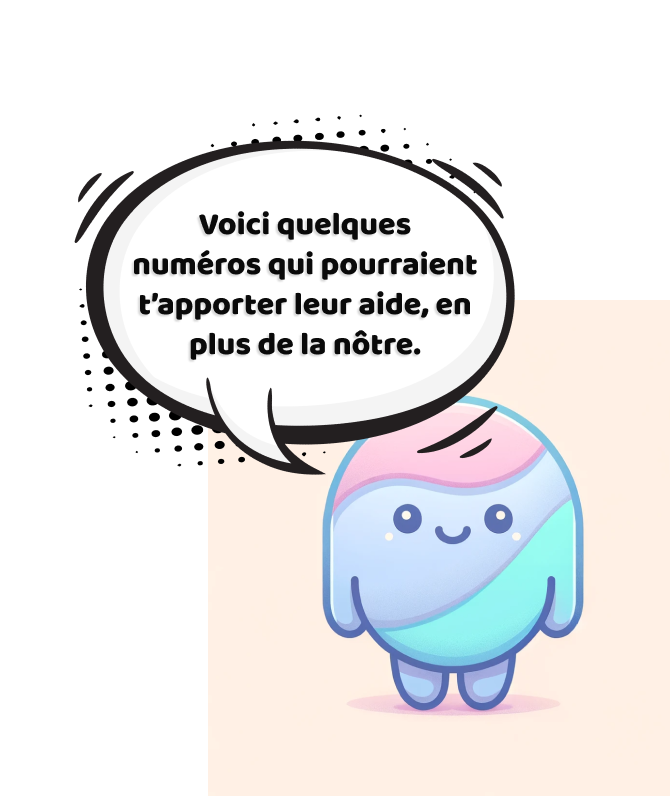 Voici quelques
numéros qui pourraient
t’apporter leur aide, en
plus de la nôtre.